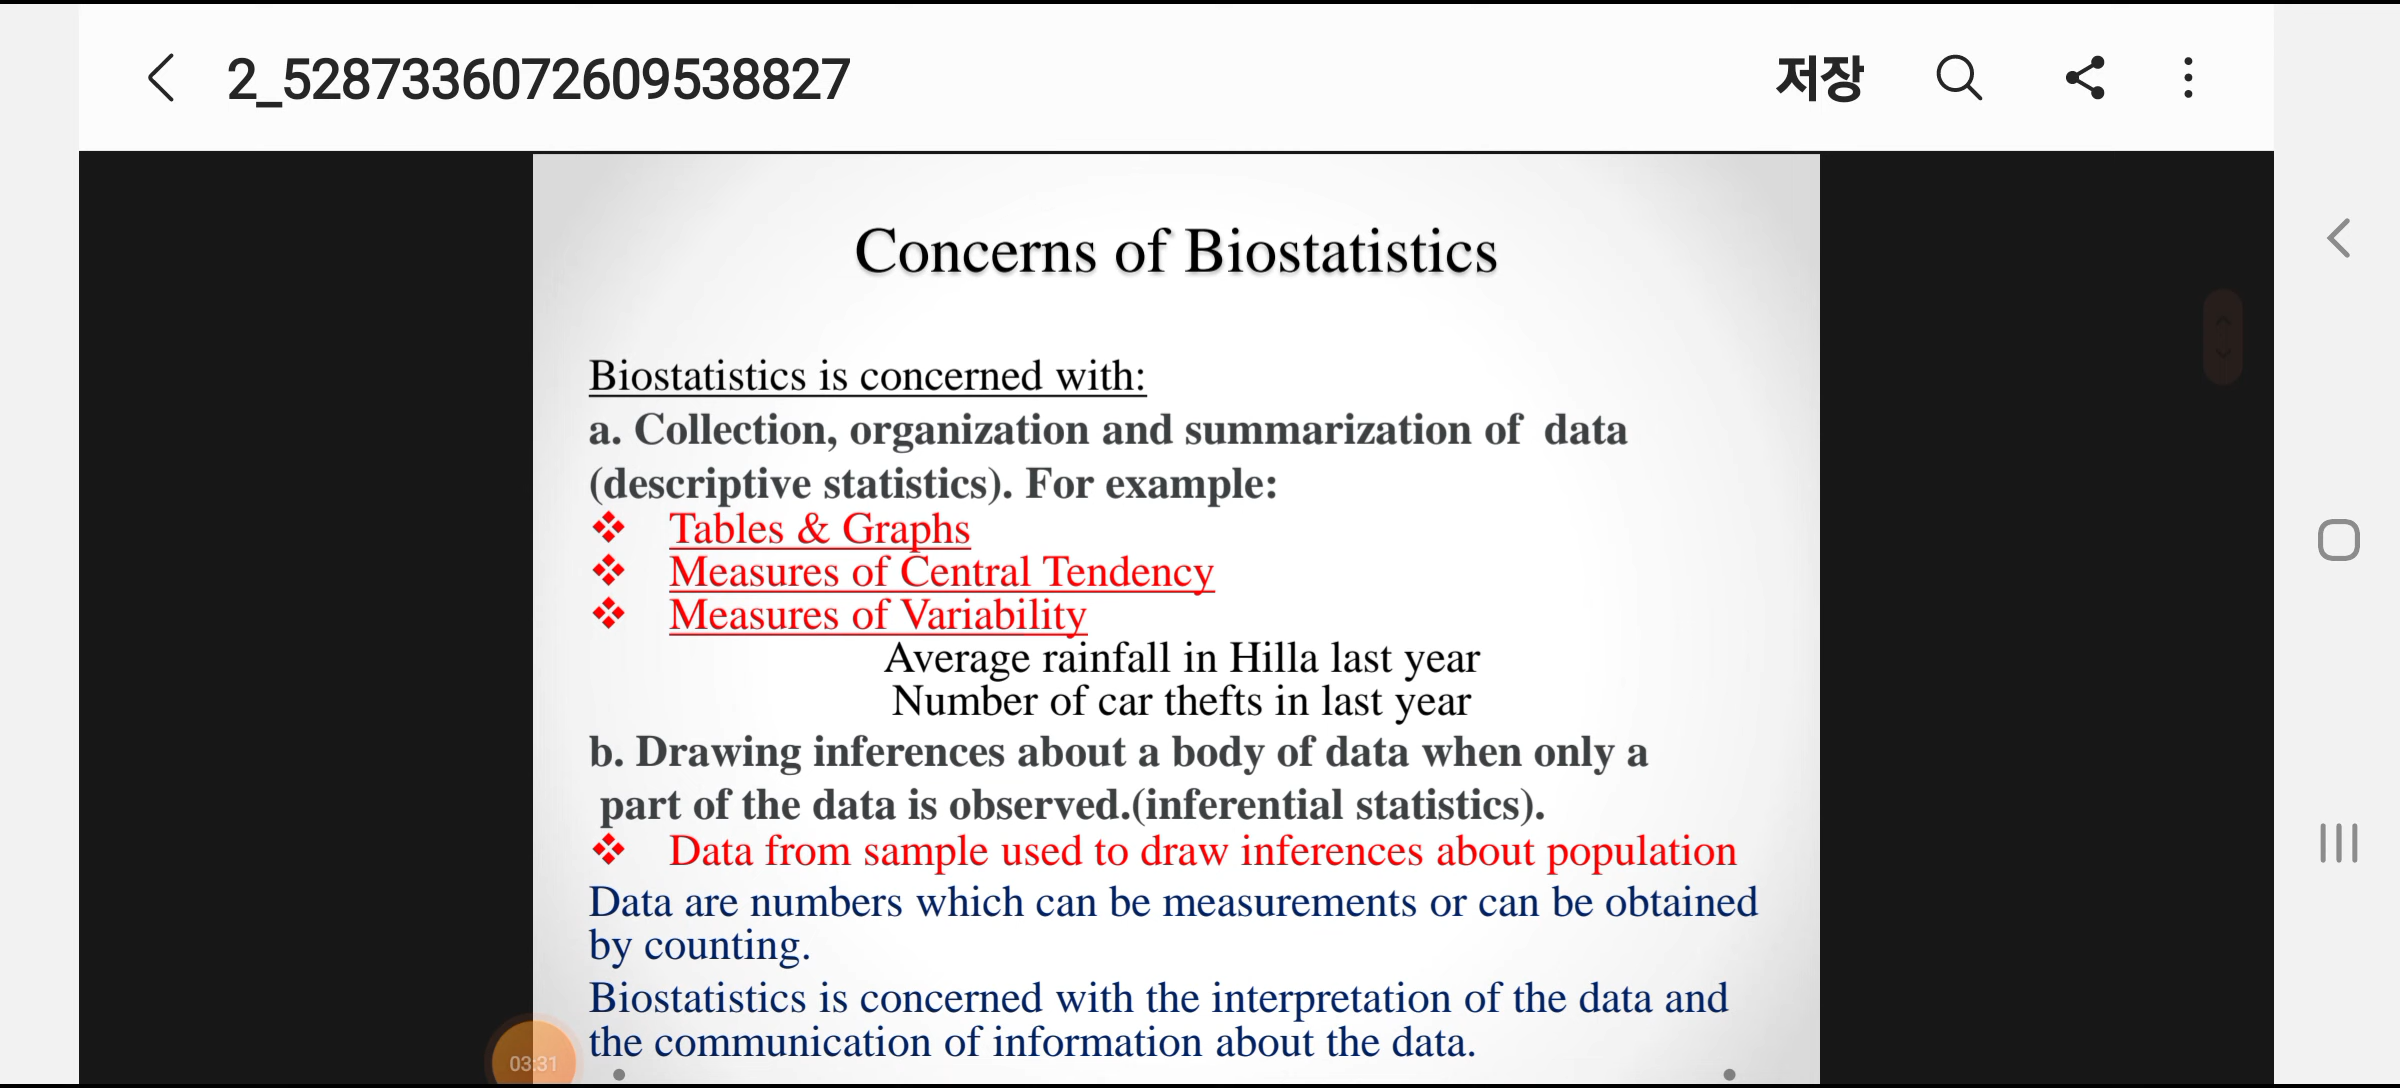 2_5287336072609538827
저장
Concerns of Biostatistics
Biostatistics is concerned with:
a. Collection, organization and summarization of data
(descriptive statistics). For example:
Tables & Graphs
Measures of Central Tendency
Measures of Variability
Average rainfall in Hilla last year
Number of car thefts in last year
b. Drawing inferences about a body of data when only a
part of the data is observed.(inferential statistics).
Data from sample used to draw inferences about population
Data are numbers which can be measurements or can be obtained
by counting.
Biostatistics is concerned with the interpretation of the data and
the communication of information about the data.
03:31